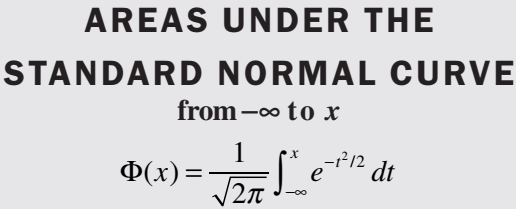 AREAS UNDER THE
STANDARD NORMAL CURVE
from −∞ to x
Φ(x) = 1/√2π ∫_{−∞}^{x} e^{−t²/2} dt